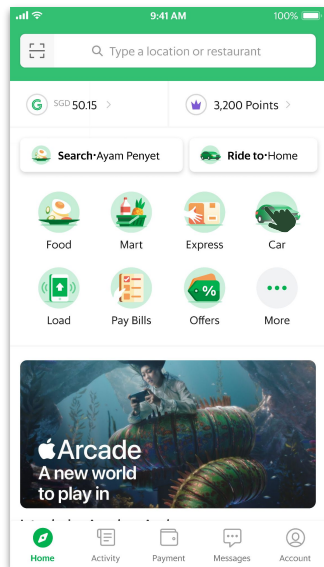 9:41 AM
100%
Type a location or restaurant
G SGD 50.15
3,200 Points
Search·Ayam Penyet
Ride to·Home
Food Mart Express Car
Load Pay Bills Offers More
Arcade
A new world
to play in
Home Activity Payment Messages Account